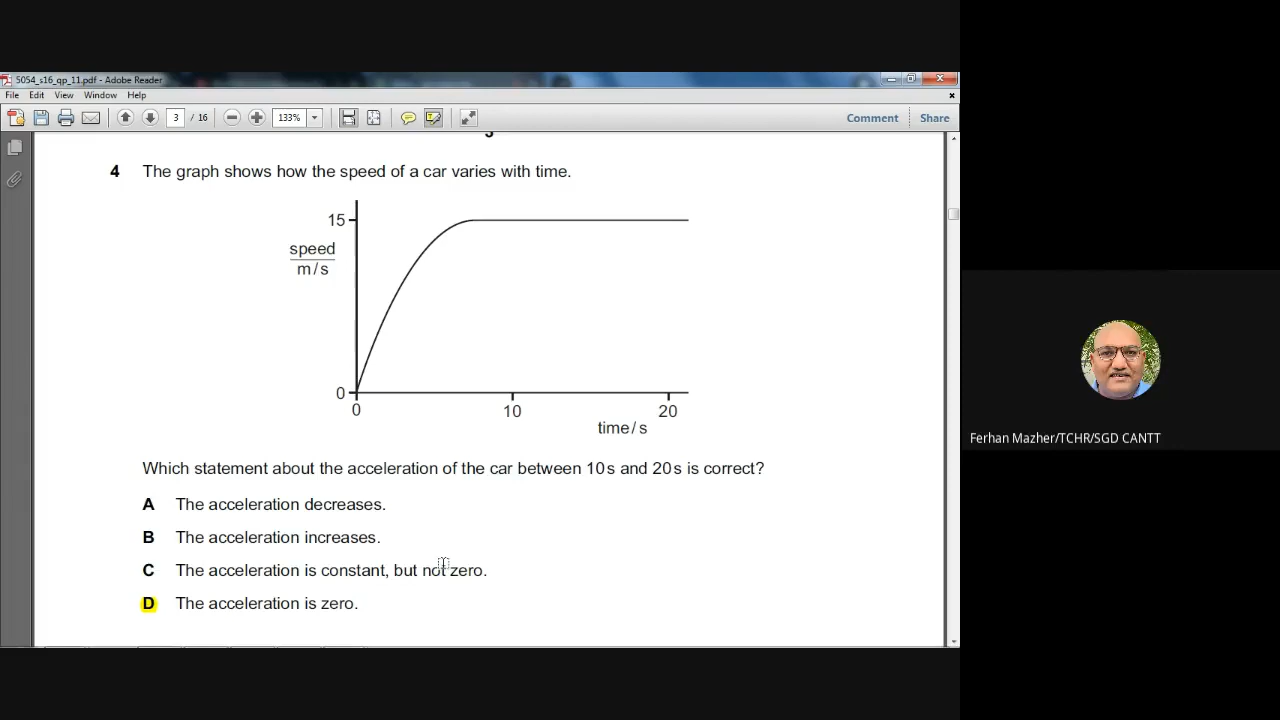 5054_s16_qp_11.pdf - Adobe Reader
File Edit View Window Help
3 / 16 133% Comment Share
4 The graph shows how the speed of a car varies with time.
15
speed
m / s
0
0 10 20
time / s
Which statement about the acceleration of the car between 10 s and 20 s is correct?
A The acceleration decreases.
B The acceleration increases.
C The acceleration is constant, but not zero.
D The acceleration is zero.
Ferhan Mazher/TCHR/SGD CANTT